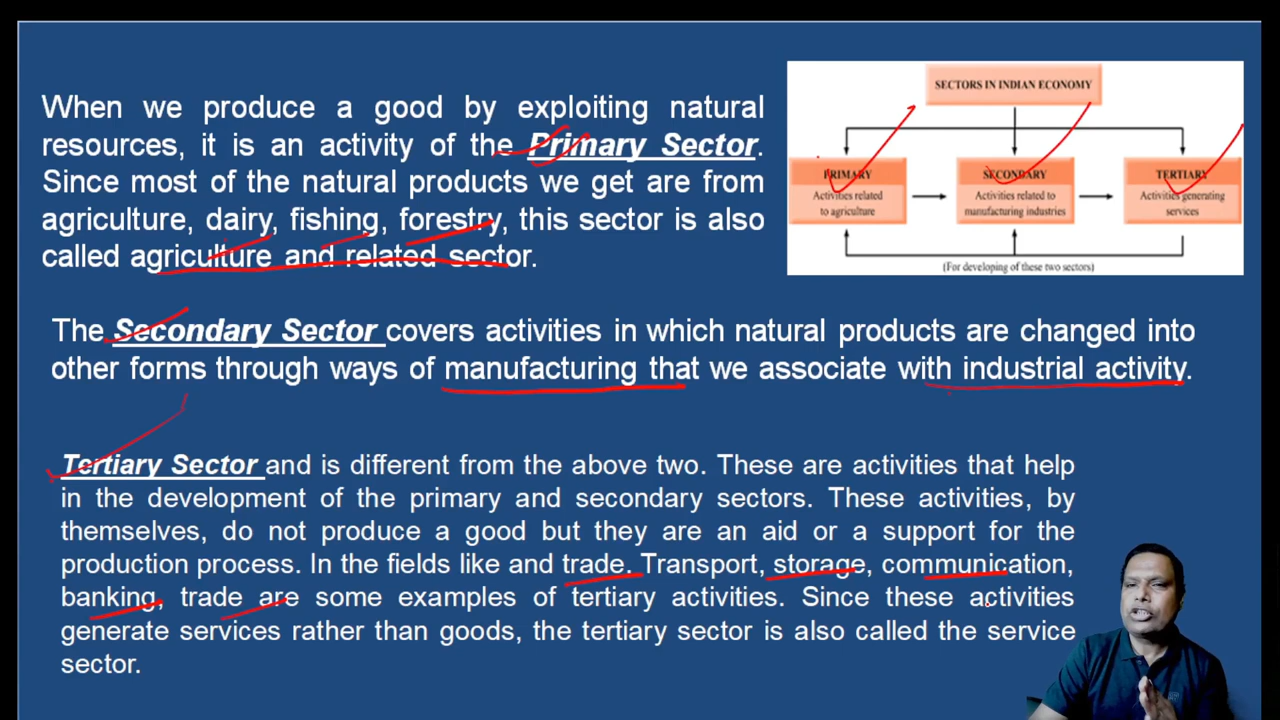 When we produce a good by exploiting natural
resources, it is an activity of the Primary Sector.
Since most of the natural products we get are from
agriculture, dairy, fishing, forestry, this sector is also
called agriculture and related sector.
SECTORS IN INDIAN ECONOMY
PRIMARY
Activities related
to agriculture
SECONDARY
Activities related to
manufacturing industries
TERTIARY
Activities generating
services
(For developing of these two sectors)
The Secondary Sector covers activities in which natural products are changed into
other forms through ways of manufacturing that we associate with industrial activity.
Tertiary Sector and is different from the above two. These are activities that help
in the development of the primary and secondary sectors. These activities, by
themselves, do not produce a good but they are an aid or a support for the
production process. In the fields like and trade. Transport, storage, communication,
banking, trade are some examples of tertiary activities. Since these activities
generate services rather than goods, the tertiary sector is also called the service
sector.